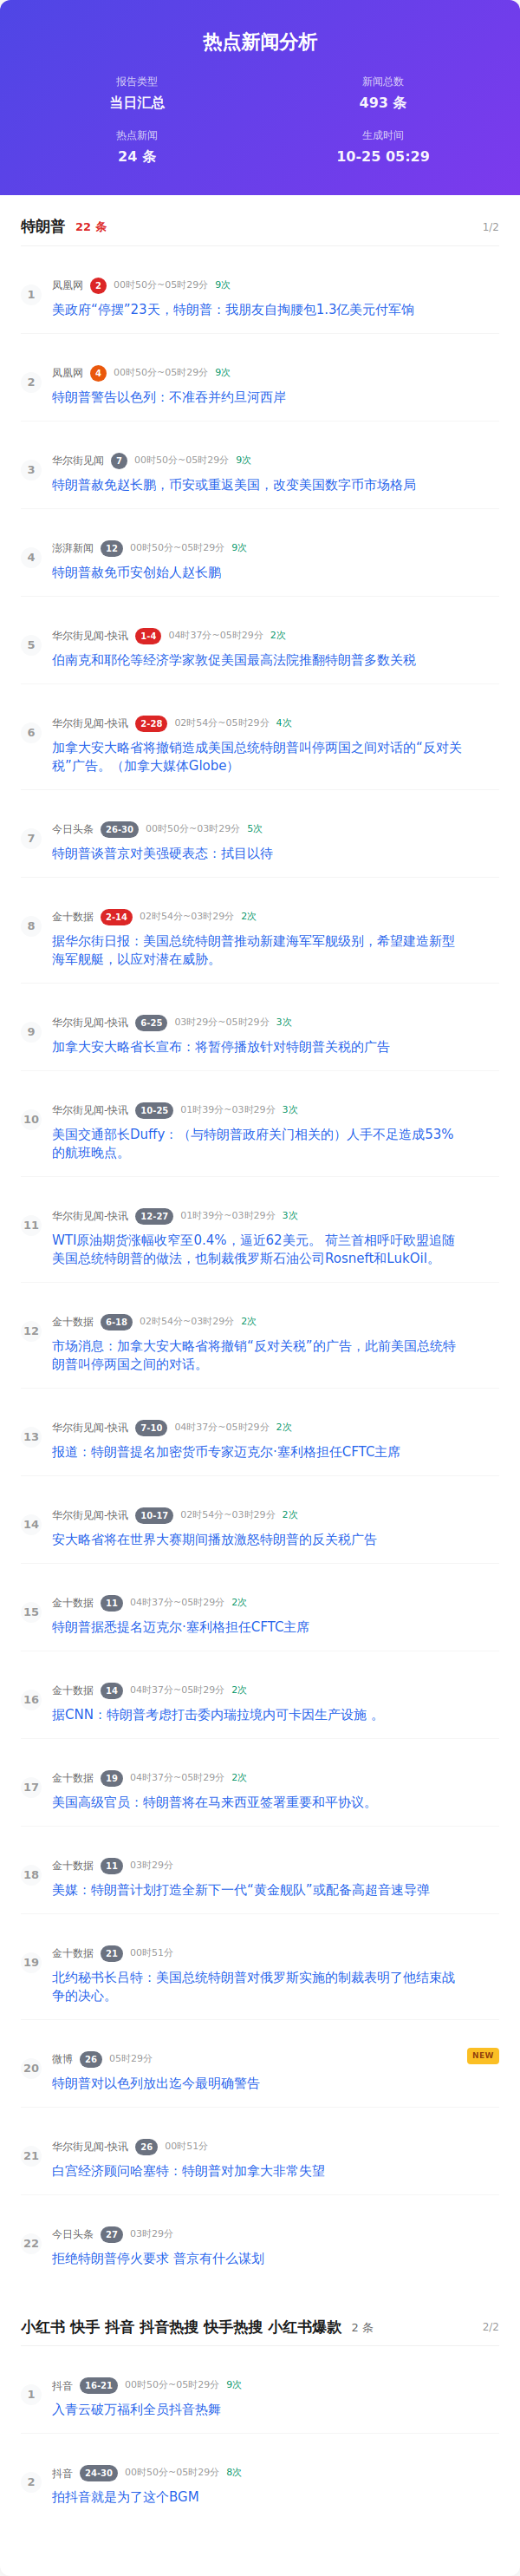 热点新闻分析
报告类型 新闻总数
当日汇总 493 条
热点新闻 生成时间
24 条 10-25 05:29
特朗普 22 条 1/2
1 凤凰网 2 00时50分~05时29分 9次
美政府“停摆”23天，特朗普：我朋友自掏腰包1.3亿美元付军饷
2 凤凰网 4 00时50分~05时29分 9次
特朗普警告以色列：不准吞并约旦河西岸
3 华尔街见闻 7 00时50分~05时29分 9次
特朗普赦免赵长鹏，币安或重返美国，改变美国数字币市场格局
4 澎湃新闻 12 00时50分~05时29分 9次
特朗普赦免币安创始人赵长鹏
5 华尔街见闻-快讯 1-4 04时37分~05时29分 2次
伯南克和耶伦等经济学家敦促美国最高法院推翻特朗普多数关税
6 华尔街见闻-快讯 2-28 02时54分~05时29分 4次
加拿大安大略省将撤销造成美国总统特朗普叫停两国之间对话的“反对关
税”广告。（加拿大媒体Globe）
7 今日头条 26-30 00时50分~03时29分 5次
特朗普谈普京对美强硬表态：拭目以待
8 金十数据 2-14 02时54分~03时29分 2次
据华尔街日报：美国总统特朗普推动新建海军军舰级别，希望建造新型
海军舰艇，以应对潜在威胁。
9 华尔街见闻-快讯 6-25 03时29分~05时29分 3次
加拿大安大略省长宣布：将暂停播放针对特朗普关税的广告
10 华尔街见闻-快讯 10-25 01时39分~03时29分 3次
美国交通部长Duffy：（与特朗普政府关门相关的）人手不足造成53%
的航班晚点。
11 华尔街见闻-快讯 12-27 01时39分~03时29分 3次
WTI原油期货涨幅收窄至0.4%，逼近62美元。 荷兰首相呼吁欧盟追随
美国总统特朗普的做法，也制裁俄罗斯石油公司Rosneft和LukOil。
12 金十数据 6-18 02时54分~03时29分 2次
市场消息：加拿大安大略省将撤销“反对关税”的广告，此前美国总统特
朗普叫停两国之间的对话。
13 华尔街见闻-快讯 7-10 04时37分~05时29分 2次
报道：特朗普提名加密货币专家迈克尔·塞利格担任CFTC主席
14 华尔街见闻-快讯 10-17 02时54分~03时29分 2次
安大略省将在世界大赛期间播放激怒特朗普的反关税广告
15 金十数据 11 04时37分~05时29分 2次
特朗普据悉提名迈克尔·塞利格担任CFTC主席
16 金十数据 14 04时37分~05时29分 2次
据CNN：特朗普考虑打击委内瑞拉境内可卡因生产设施 。
17 金十数据 19 04时37分~05时29分 2次
美国高级官员：特朗普将在马来西亚签署重要和平协议。
18 金十数据 11 03时29分
美媒：特朗普计划打造全新下一代“黄金舰队”或配备高超音速导弹
19 金十数据 21 00时51分
北约秘书长吕特：美国总统特朗普对俄罗斯实施的制裁表明了他结束战
争的决心。
20 微博 26 05时29分 NEW
特朗普对以色列放出迄今最明确警告
21 华尔街见闻-快讯 26 00时51分
白宫经济顾问哈塞特：特朗普对加拿大非常失望
22 今日头条 27 03时29分
拒绝特朗普停火要求 普京有什么谋划
小红书 快手 抖音 抖音热搜 快手热搜 小红书爆款 2 条 2/2
1 抖音 16-21 00时50分~05时29分 9次
入青云破万福利全员抖音热舞
2 抖音 24-30 00时50分~05时29分 8次
拍抖音就是为了这个BGM